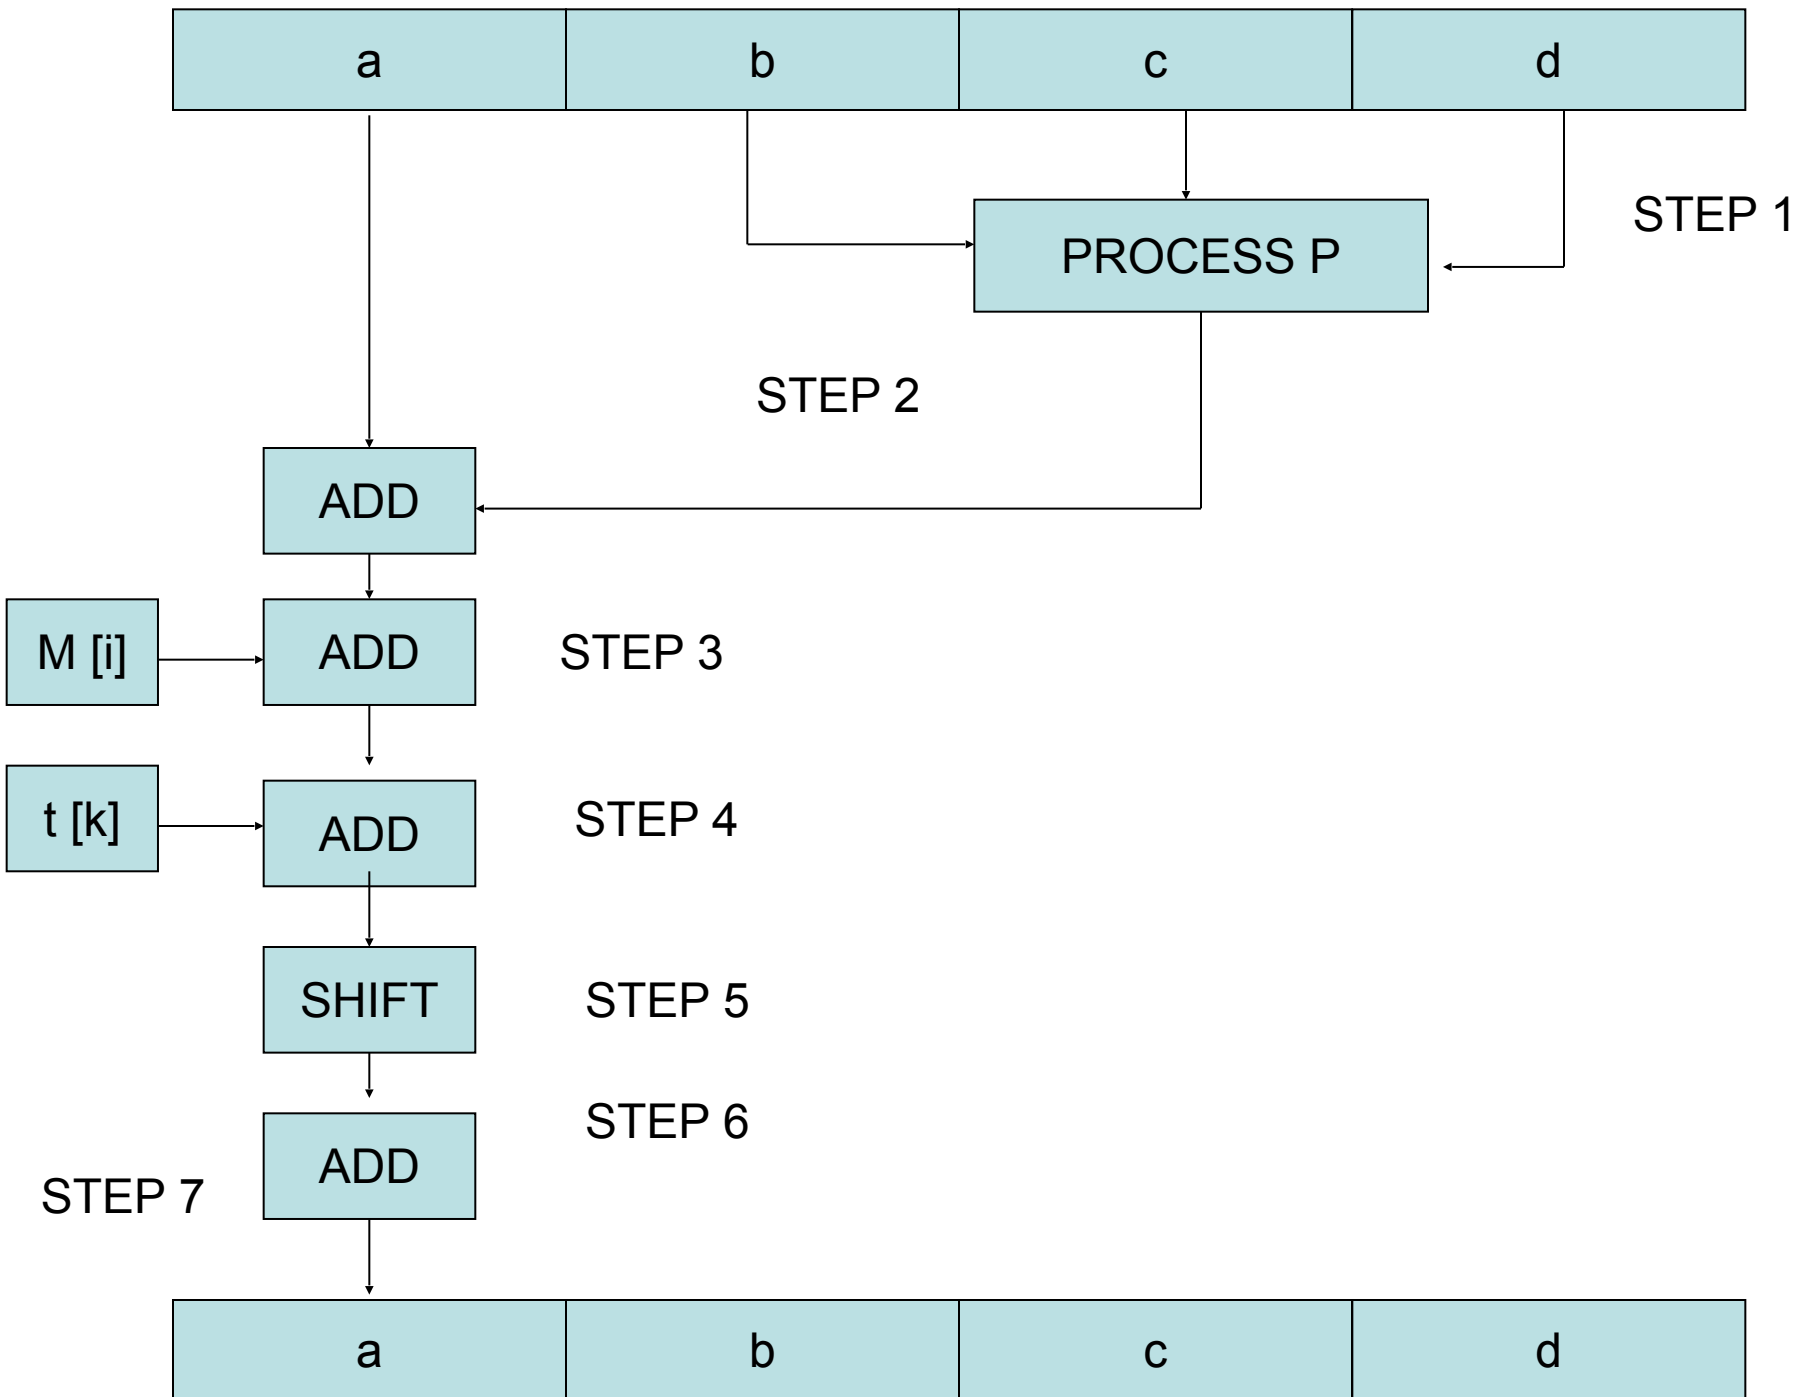 a b c d
STEP 1
PROCESS P
STEP 2
ADD
M [i] ADD STEP 3
t [k] ADD STEP 4
SHIFT STEP 5
STEP 6
ADD
STEP 7
a b c d